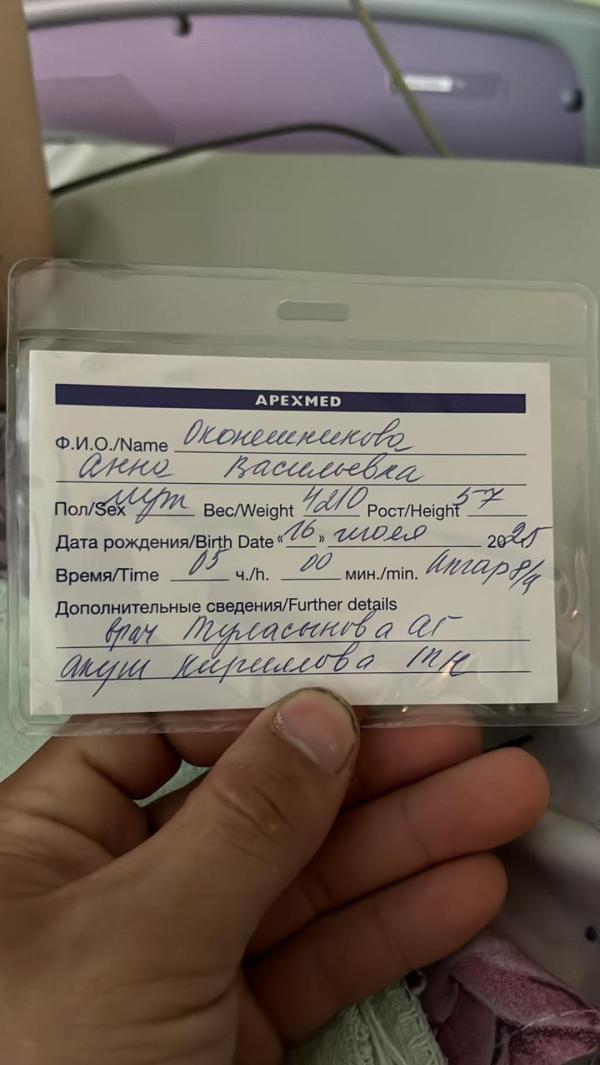 APEXMED
Ф.И.О./Name Оконешникова
Анна Васильевна
Пол/Sex муж Вес/Weight 4210 Рост/Height 57
Дата рождения/Birth Date « 16 » июля 2025
Время/Time 05 ч./h. 00 мин./min. Апгар 8/9
Дополнительные сведения/Further details
врач Туласынова АГ
акуш Кириллова